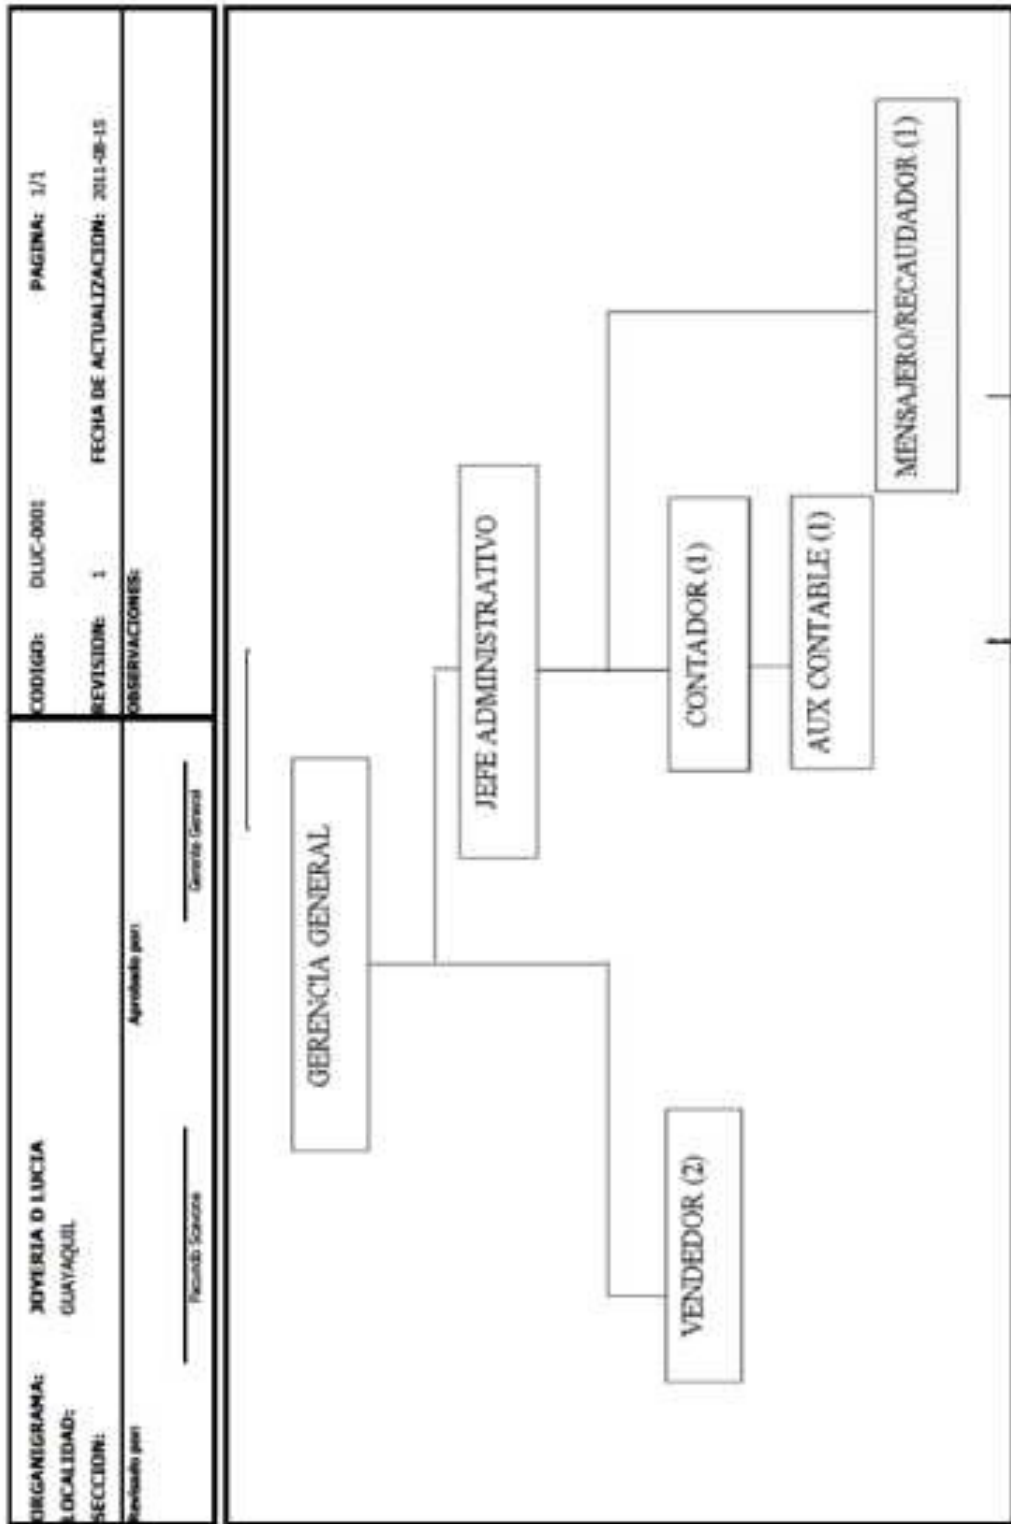 ORGANIGRAMA: JOYERIA D LUCIA
LOCALIDAD: GUAYAQUIL
SECCION:
CODIGO: DLUC-0001 PAGINA: 1/1
REVISION: 1 FECHA DE ACTUALIZACION: 2011-08-15
Revisado por:
Aprobado por:
OBSERVACIONES:
Facundo Scavone
Gerente General
GERENCIA GENERAL
JEFE ADMINISTRATIVO
VENDEDOR (2)
CONTADOR (1)
AUX CONTABLE (1)
MENSAJERO/RECAUDADOR (1)